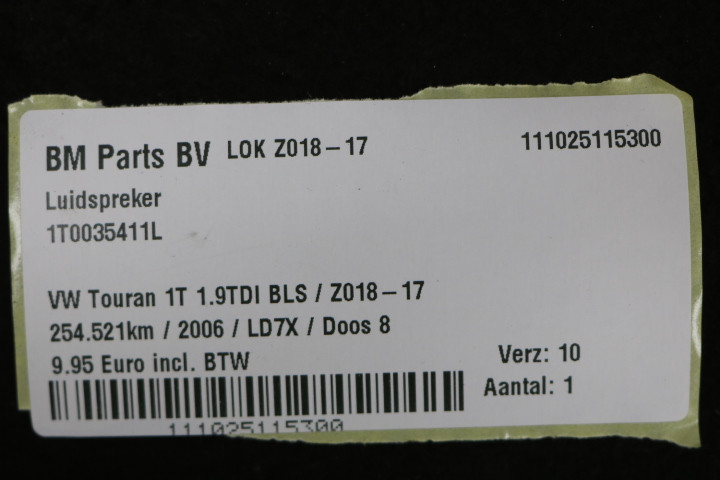 BM Parts BV LOK Z018-17 111025115300
Luidspreker
1T0035411L
VW Touran 1T 1.9TDI BLS / Z018-17
254.521km / 2006 / LD7X / Doos 8
9.95 Euro incl. BTW Verz: 10
Aantal: 1
111025115300